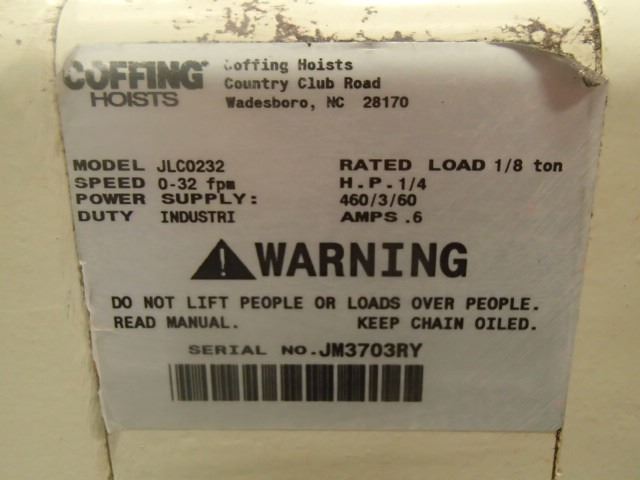 COFFING
HOISTS
Coffing Hoists
Country Club Road
Wadesboro, NC 28170
MODEL JLC0232 RATED LOAD 1/8 ton
SPEED 0-32 fpm H.P. 1/4
POWER SUPPLY: 460/3/60
DUTY INDUSTRI AMPS .6
WARNING
DO NOT LIFT PEOPLE OR LOADS OVER PEOPLE.
READ MANUAL. KEEP CHAIN OILED.
SERIAL NO. JM3703RY